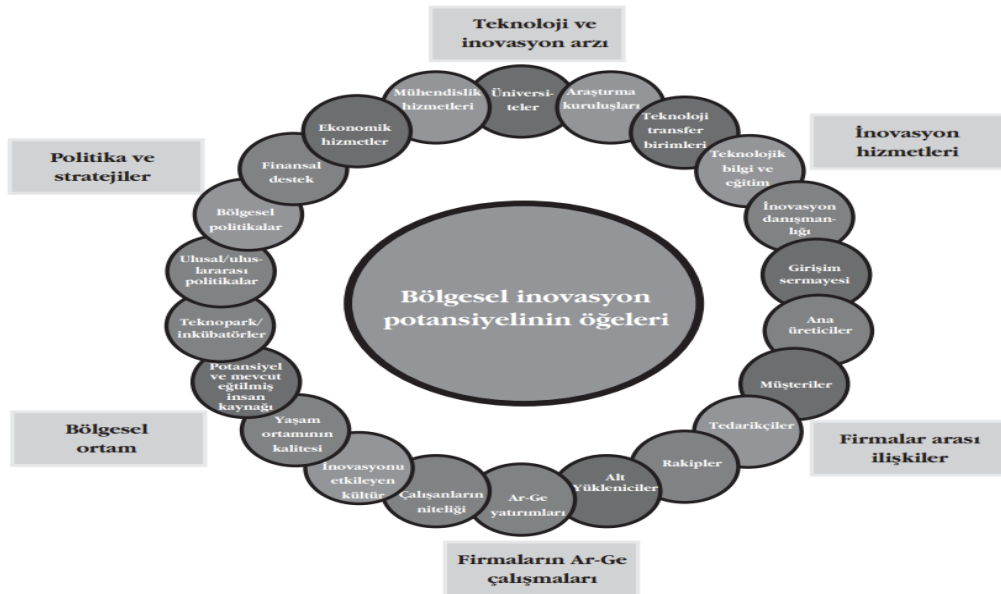 Teknoloji ve
inovasyon arzı
Mühendislik
hizmetleri
Üniversi-
teler
Araştırma
kuruluşları
Teknoloji
transfer
birimleri
Teknolojik
bilgi ve
eğitim
İnovasyon
hizmetleri
İnovasyon
danışman-
lığı
Girişim
sermayesi
Ana
üreticiler
Müşteriler
Tedarikçiler
Firmalar arası
ilişkiler
Rakipler
Alt
Yükleniciler
Ar-Ge
yatırımları
Çalışanların
niteliği
Firmaların Ar-Ge
çalışmaları
İnovasyonu
etkileyen
kültür
Yaşam
ortamının
kalitesi
Potansiyel
ve mevcut
eğtilmiş
insan
kaynağı
Bölgesel
ortam
Teknopark/
inkübatörler
Ulusal/ulus-
lararası
politikalar
Bölgesel
politikalar
Politika ve
stratejiler
Finansal
destek
Ekonomik
hizmetler
Bölgesel inovasyon
potansiyelinin öğeleri